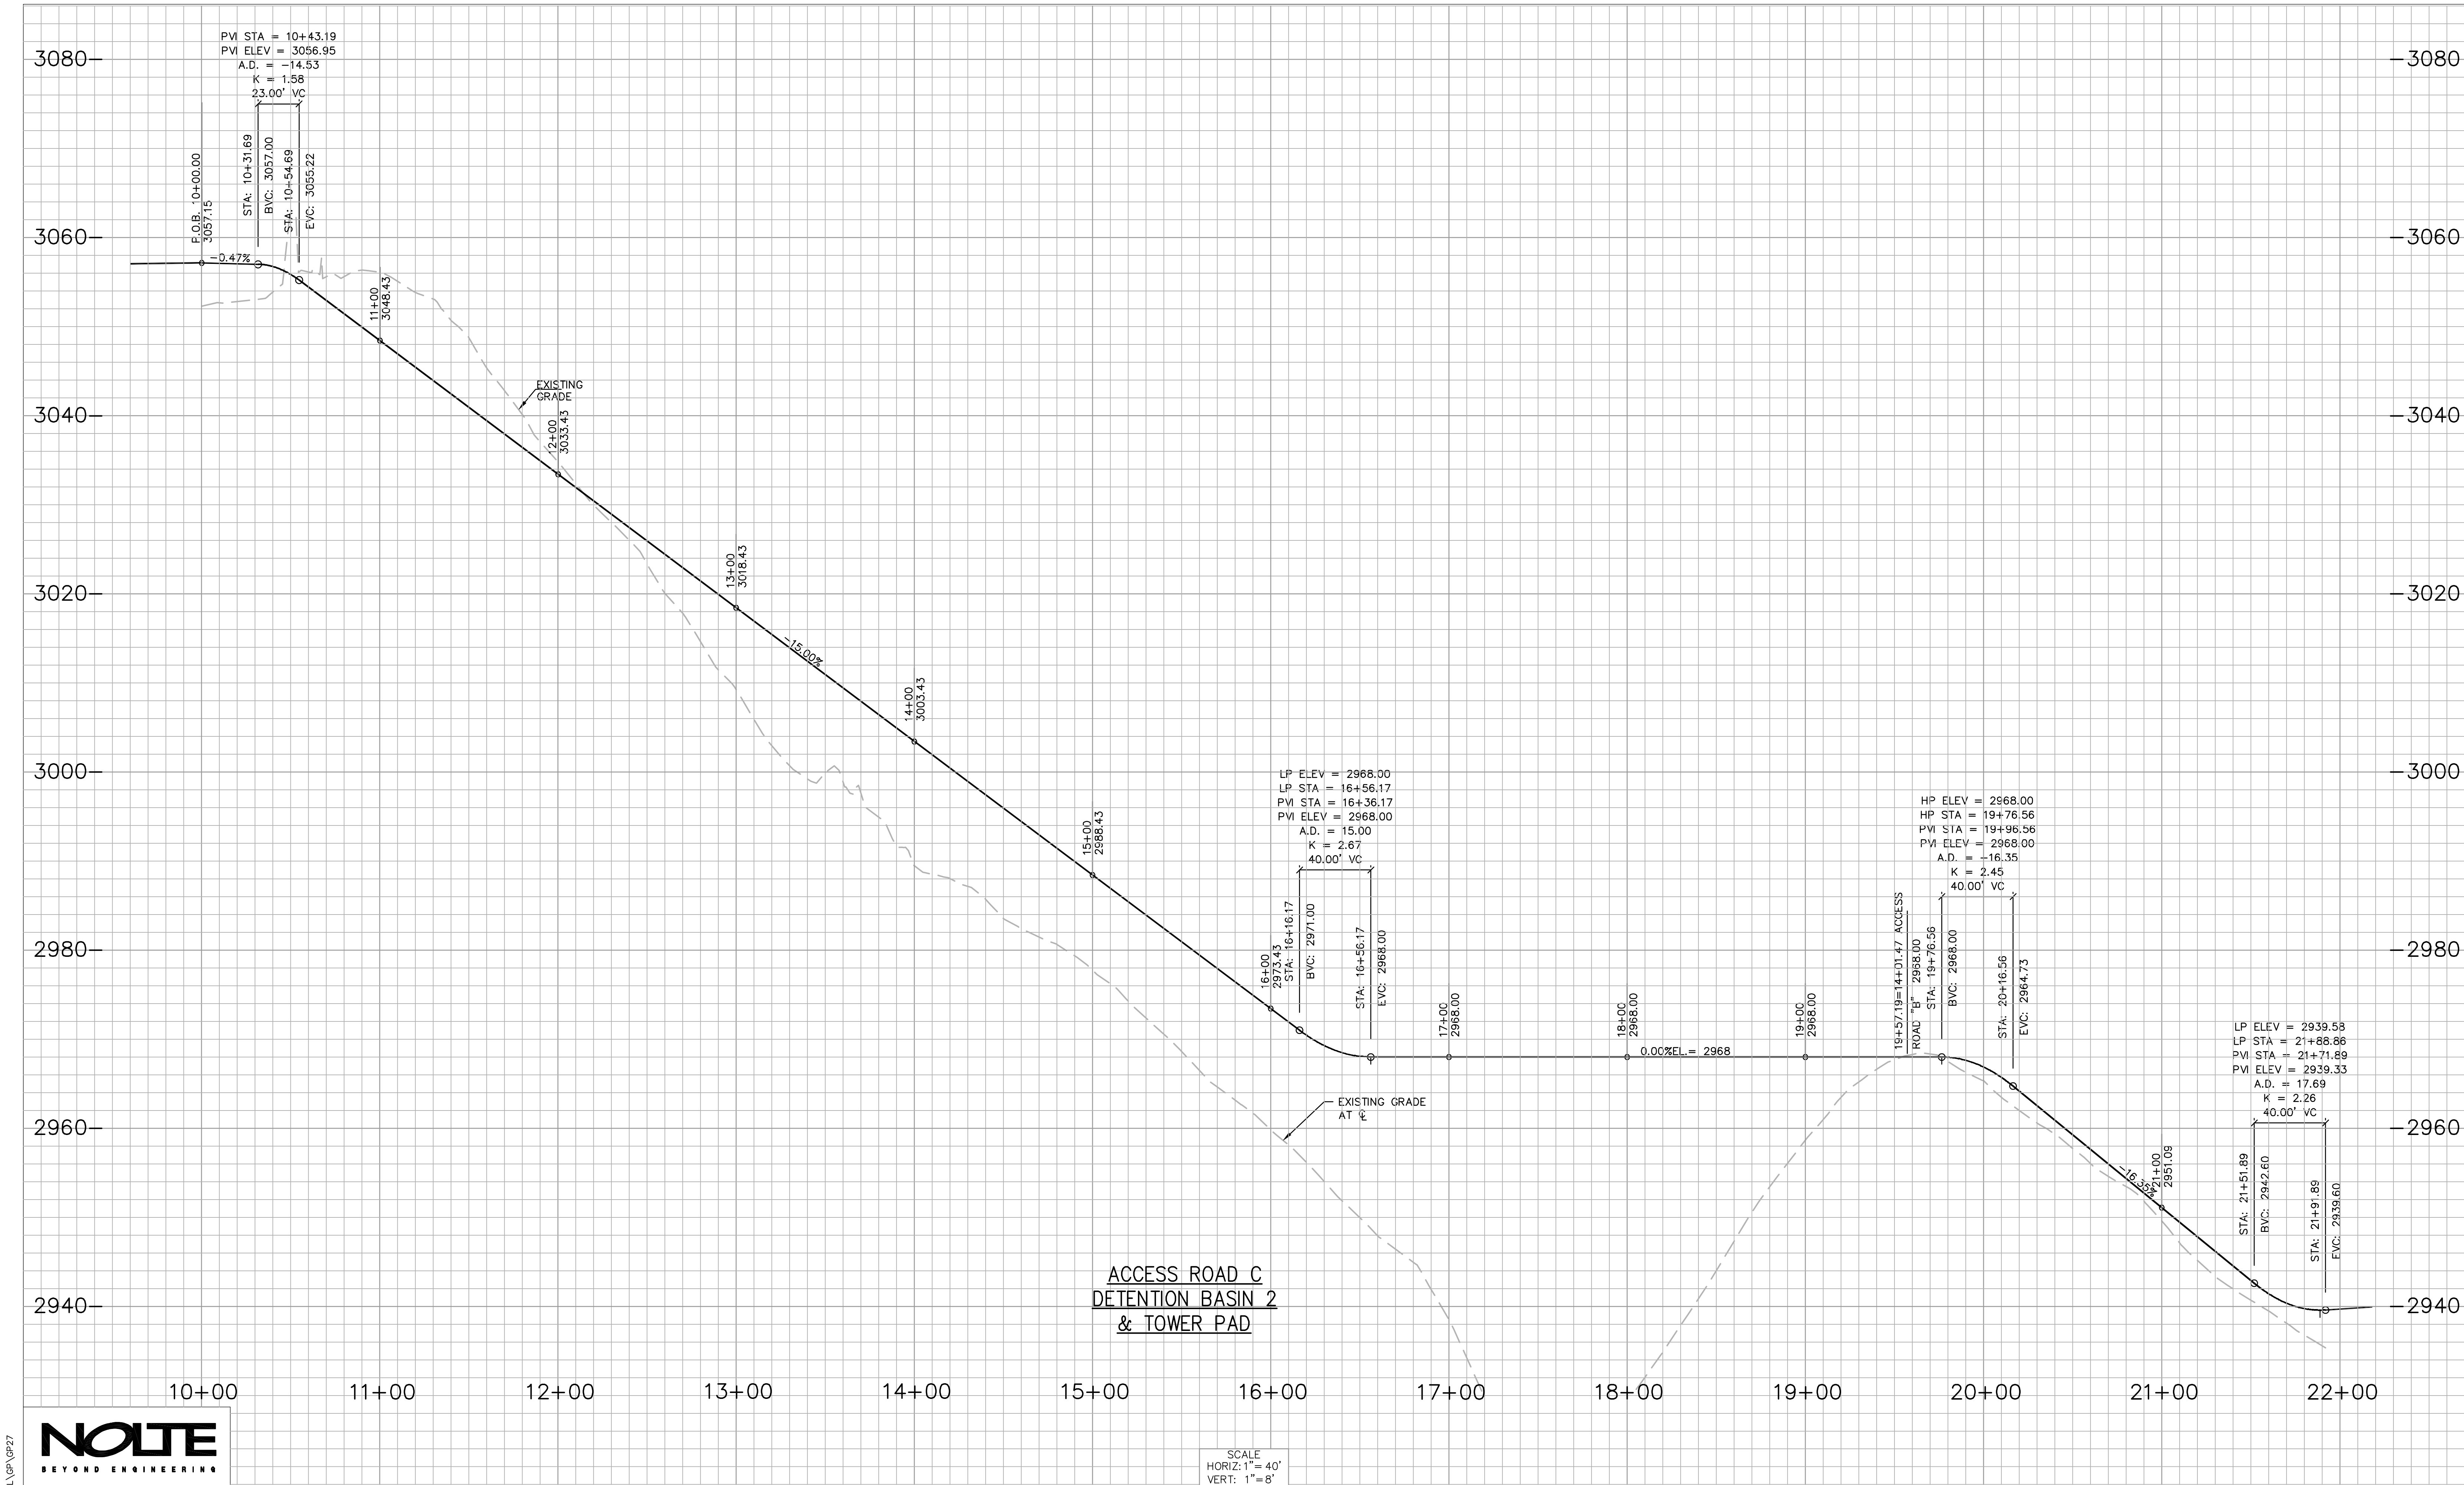 PVI STA = 10+43.19
PVI ELEV = 3056.95
A.D. = -14.53
K = 1.58
23.00' VC
P.O.B. 10+00.00
3057.15
STA: 10+31.69
BVC: 3057.00
STA: 10+54.69
EVC: 3055.22
-0.47%
11+00
3048.43
EXISTING
GRADE
12+00
3033.43
13+00
3018.43
-15.00%
14+00
3003.43
15+00
2988.43
LP ELEV = 2968.00
LP STA = 16+56.17
PVI STA = 16+36.17
PVI ELEV = 2968.00
A.D. = 15.00
K = 2.67
40.00' VC
16+00
2973.43
STA: 16+16.17
BVC: 2971.00
STA: 16+56.17
EVC: 2968.00
EXISTING GRADE
AT ℄
17+00
2968.00
18+00
2968.00
0.00%EL.= 2968
19+00
2968.00
HP ELEV = 2968.00
HP STA = 19+76.56
PVI STA = 19+96.56
PVI ELEV = 2968.00
A.D. = -16.35
K = 2.45
40.00' VC
19+57.19=14+01.47 ACCESS
ROAD "B" 2968.00
STA: 19+76.56
BVC: 2968.00
STA: 20+16.56
EVC: 2964.73
-16.35%
21+00
2951.09
LP ELEV = 2939.58
LP STA = 21+88.86
PVI STA = 21+71.89
PVI ELEV = 2939.33
A.D. = 17.69
K = 2.26
40.00' VC
STA: 21+51.89
BVC: 2942.60
STA: 21+91.89
EVC: 2939.60
3080
3060
3040
3020
3000
2980
2960
2940
3080
3060
3040
3020
3000
2980
2960
2940
ACCESS ROAD C
DETENTION BASIN 2
& TOWER PAD
10+00 11+00 12+00 13+00 14+00 15+00 16+00 17+00 18+00 19+00 20+00 21+00 22+00
NOLTE
BEYOND ENGINEERING
SCALE
HORIZ: 1"= 40'
VERT: 1"=8'
L\GP\GP27